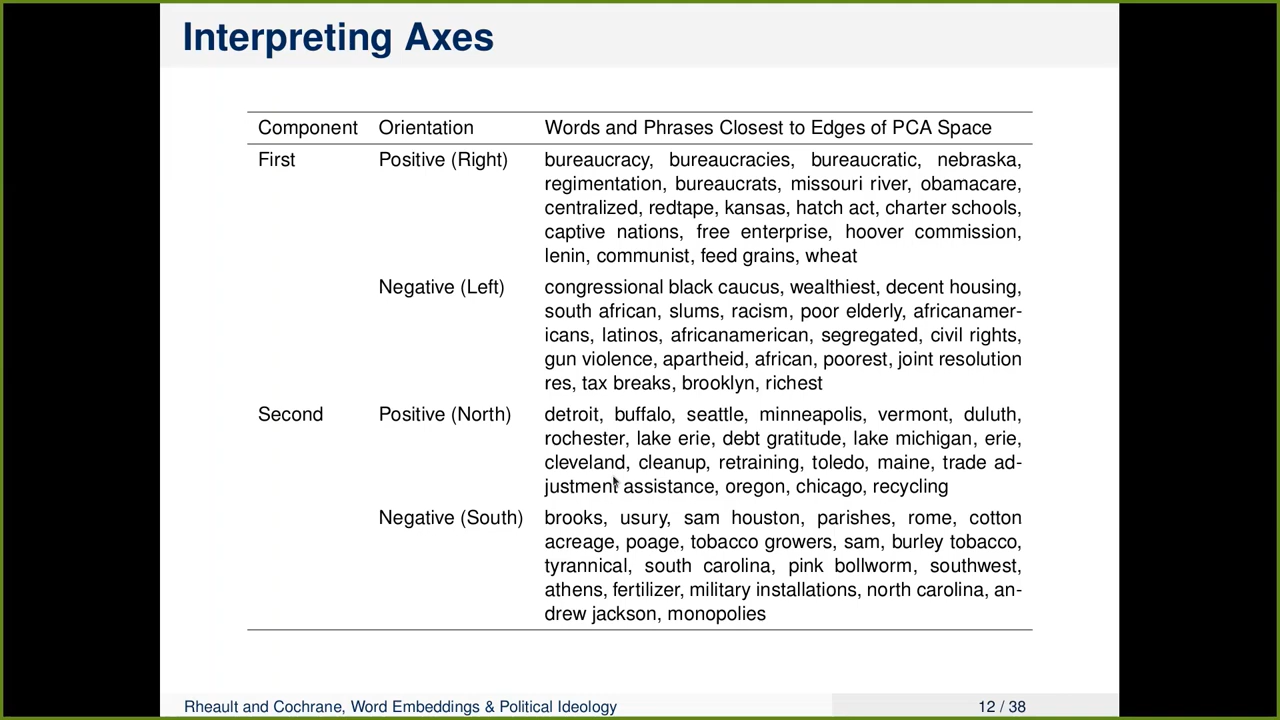 Interpreting Axes
Component Orientation Words and Phrases Closest to Edges of PCA Space
First Positive (Right) bureaucracy, bureaucracies, bureaucratic, nebraska,
regimentation, bureaucrats, missouri river, obamacare,
centralized, redtape, kansas, hatch act, charter schools,
captive nations, free enterprise, hoover commission,
lenin, communist, feed grains, wheat
Negative (Left) congressional black caucus, wealthiest, decent housing,
south african, slums, racism, poor elderly, africanamer-
icans, latinos, africanamerican, segregated, civil rights,
gun violence, apartheid, african, poorest, joint resolution
res, tax breaks, brooklyn, richest
Second Positive (North) detroit, buffalo, seattle, minneapolis, vermont, duluth,
rochester, lake erie, debt gratitude, lake michigan, erie,
cleveland, cleanup, retraining, toledo, maine, trade ad-
justment assistance, oregon, chicago, recycling
Negative (South) brooks, usury, sam houston, parishes, rome, cotton
acreage, poage, tobacco growers, sam, burley tobacco,
tyrannical, south carolina, pink bollworm, southwest,
athens, fertilizer, military installations, north carolina, an-
drew jackson, monopolies
Rheault and Cochrane, Word Embeddings & Political Ideology 12 / 38